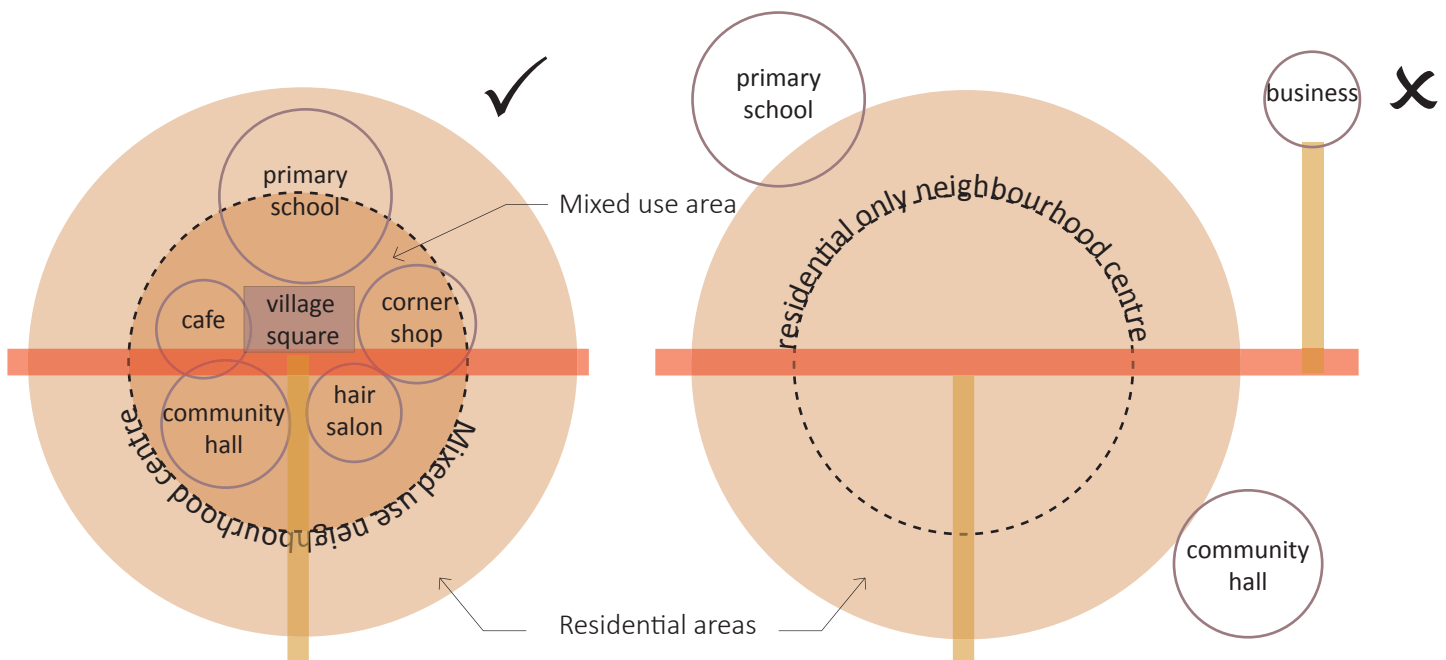 primary
school
Mixed use area
cafe
village
square
corner
shop
community
hall
hair
salon
Mixed use neighbourhood centre
primary
school
business
residential only neighbourhood centre
community
hall
Residential areas